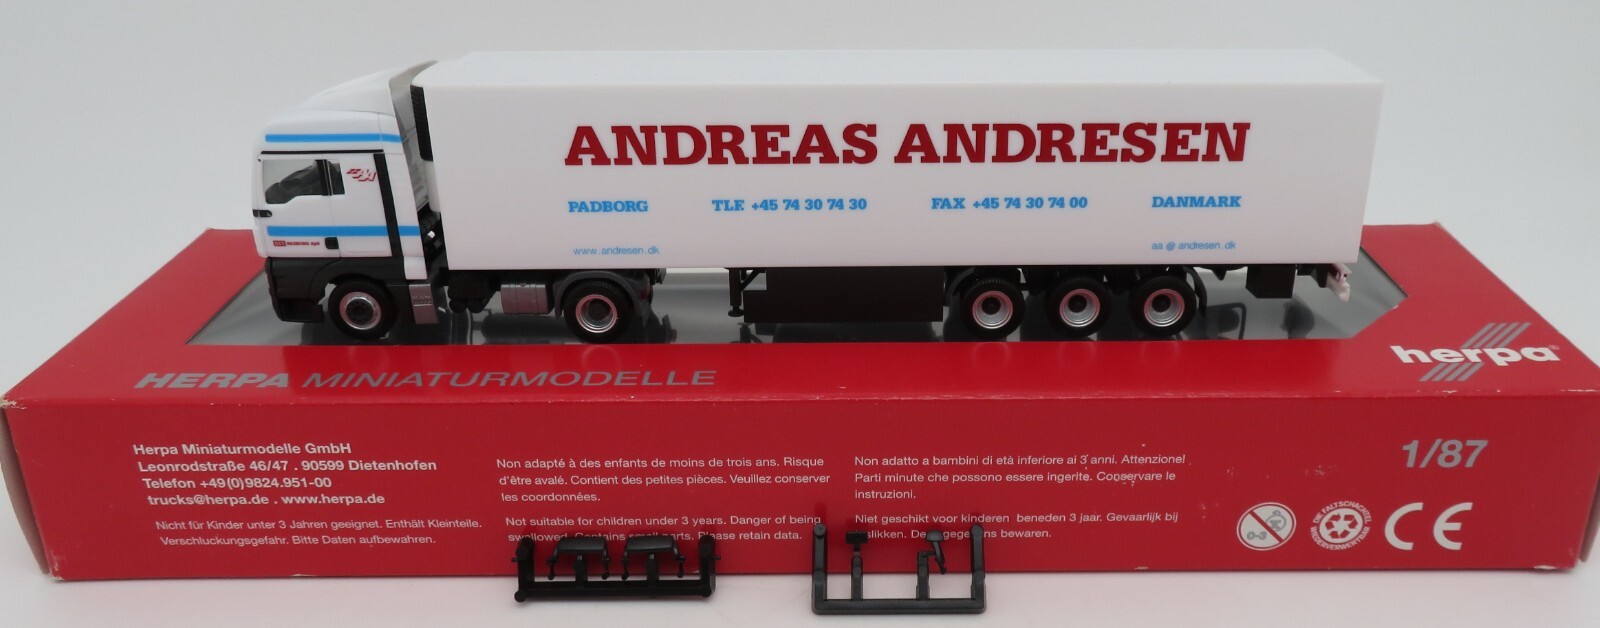 ANDREAS ANDRESEN
PADBORG TLF. +45 74 30 74 30 FAX +45 74 30 74 00 DANMARK
www.andresen.dk aa@andresen.dk
HERPA MINIATURMODELLE
herpa®
Herpa Miniaturmodelle GmbH
Leonrodstraße 46/47 . 90599 Dietenhofen
Telefon +49(0)9824.951-00
trucks@herpa.de . www.herpa.de
Nicht für Kinder unter 3 Jahren geeignet. Enthält Kleinteile.
Verschluckungsgefahr. Bitte Daten aufbewahren.
Non adapté à des enfants de moins de trois ans. Risque
d'être avalé. Contient des petites pièces. Veuillez conserver
les coordonnées.
Not suitable for children under 3 years. Danger of being
swallowed. Contains small parts. Please retain data.
Non adatto a bambini di età inferiore ai 3 anni. Attenzione!
Parti minute che possono essere ingerite. Conservare le
instruzioni.
Niet geschikt voor kinderen beneden 3 jaar. Gevaarlijk bij
bewaren.
1/87
0-3
CE